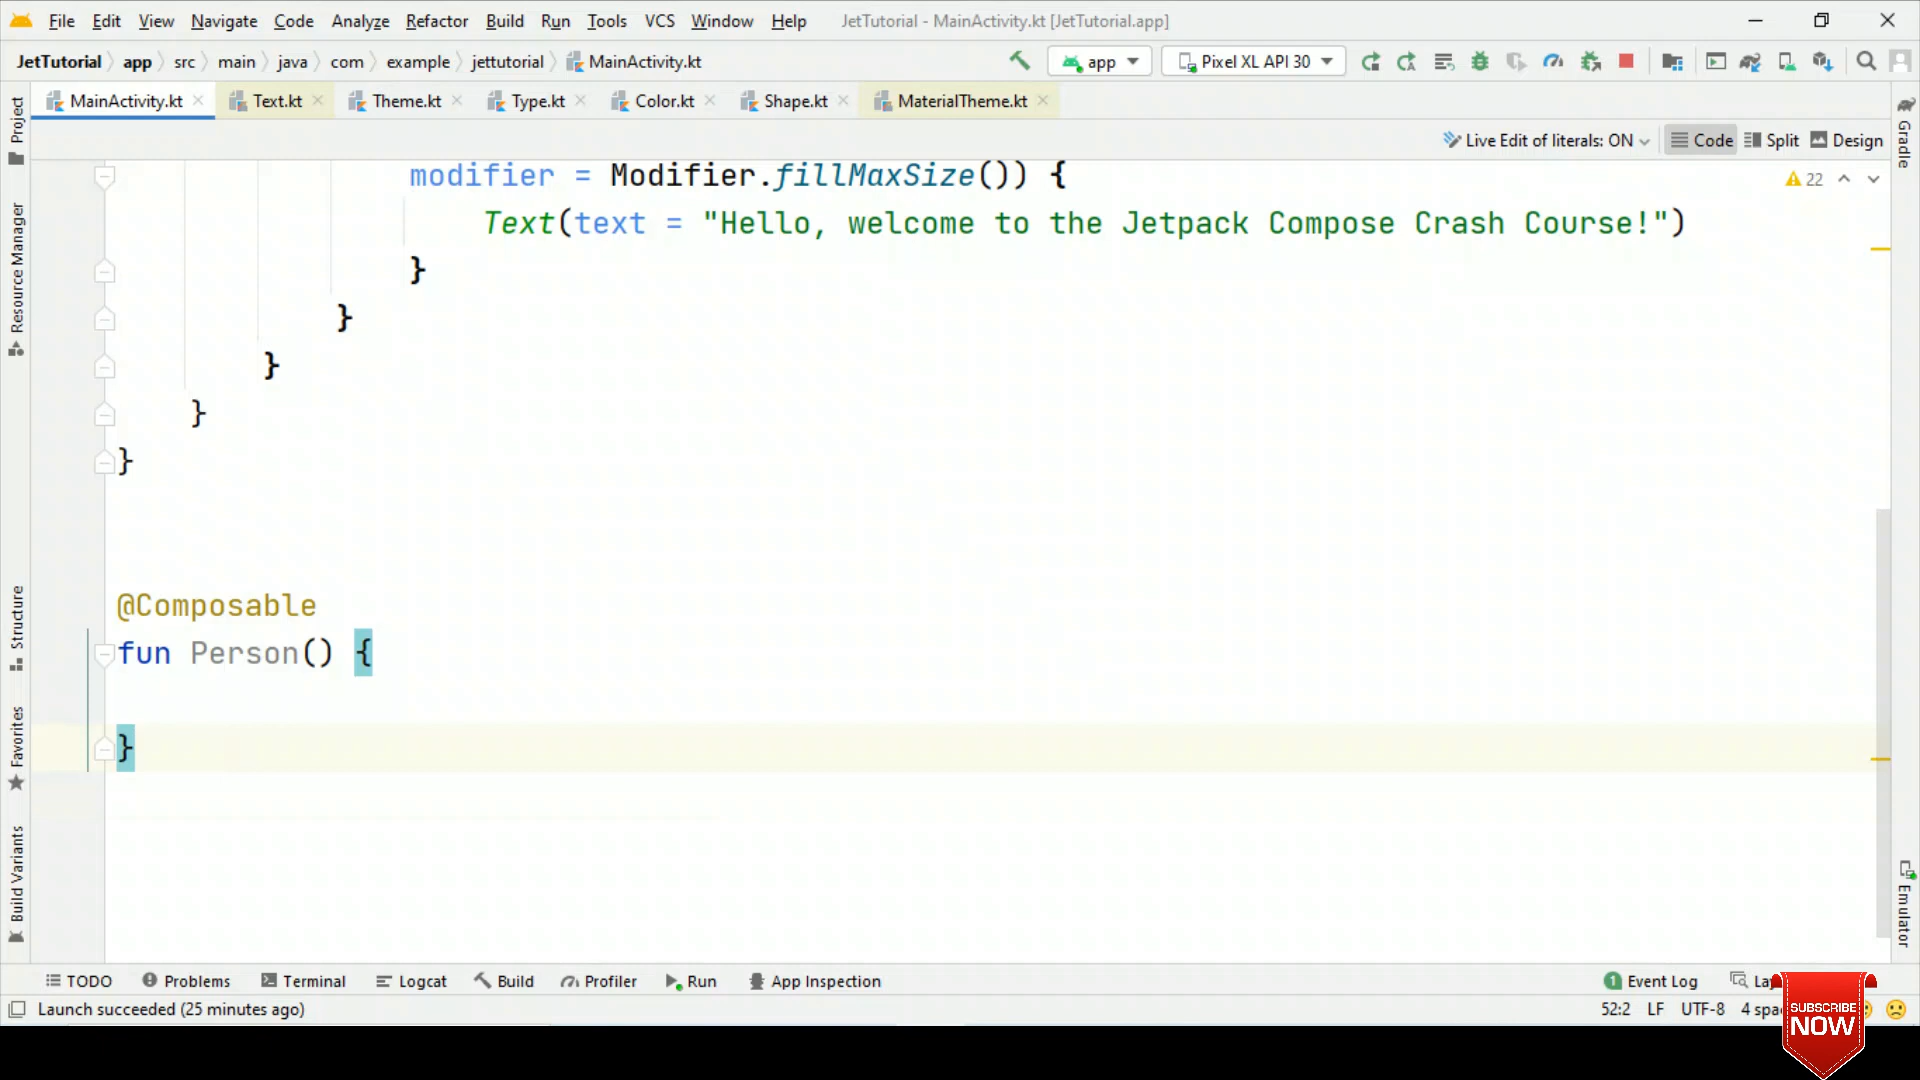 File Edit View Navigate Code Analyze Refactor Build Run Tools VCS Window Help JetTutorial - MainActivity.kt [JetTutorial.app]
JetTutorial app src main java com example jettutorial MainActivity.kt app Pixel XL API 30
MainActivity.kt Text.kt Theme.kt Type.kt Color.kt Shape.kt MaterialTheme.kt
Live Edit of literals: ON Code Split Design
Project
Resource Manager
Structure
Favorites
Build Variants
modifier = Modifier.fillMaxSize()) {
22
Text(text = "Hello, welcome to the Jetpack Compose Crash Course!")
}
}
}
}
}
@Composable
fun Person() {
}
Gradle
Emulator
TODO Problems Terminal Logcat Build Profiler Run App Inspection 1 Event Log
Launch succeeded (25 minutes ago) 52:2 LF UTF-8 4
SUBSCRIBE
NOW